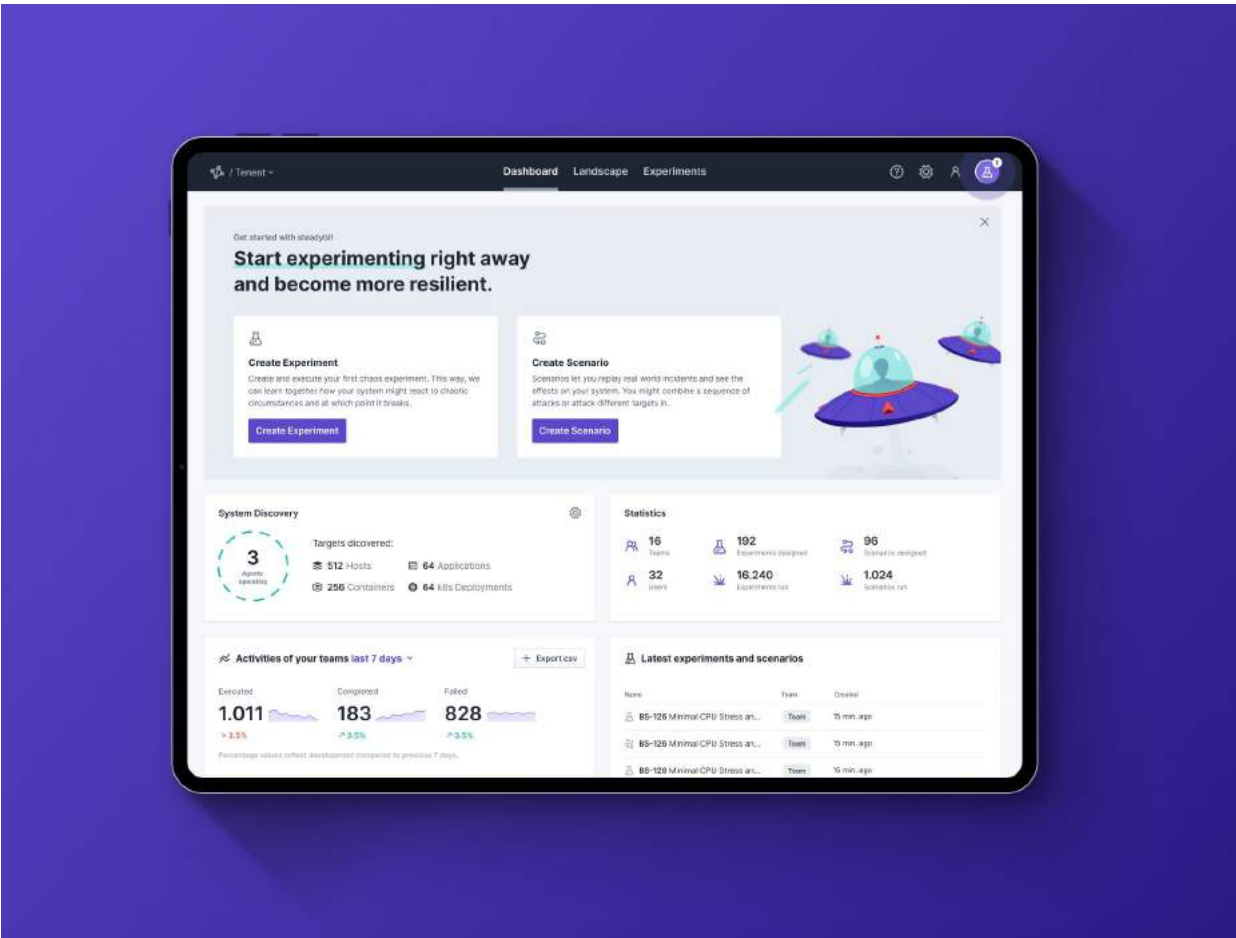 / Tenent
Dashboard Landscape Experiments
1
Get started with steadybit
Start experimenting right away
and become more resilient.
Create Experiment
Create and execute your first chaos experiment. This way, we
can learn together how your system might react to chaotic
circumstances and at which point it breaks.
Create Experiment
Create Scenario
Scenarios let you replay real world incidents and see the
effects on your system. You might combine a sequence of
attacks or attack different targets in.
Create Scenario
System Discovery
3
Agents
operating
Targets dicovered:
512 Hosts
64 Applications
256 Containers
64 k8s Deployments
Statistics
16
Teams
192
Experiments designed
96
Scenarios designed
32
Users
16.240
Experiments run
1.024
Scenarios run
Activities of your teams last 7 days
+ Export csv
Executed
Completed
Failed
1.011
183
828
3.5%
3.5%
3.5%
Percentage values reflect development compared to previous 7 days.
Latest experiments and scenarios
Name Team Created
BS-126 Minimal CPU Stress an... Team 15 min. ago
BS-126 Minimal CPU Stress an... Team 15 min. ago
BS-126 Minimal CPU Stress an... Team 15 min. ago